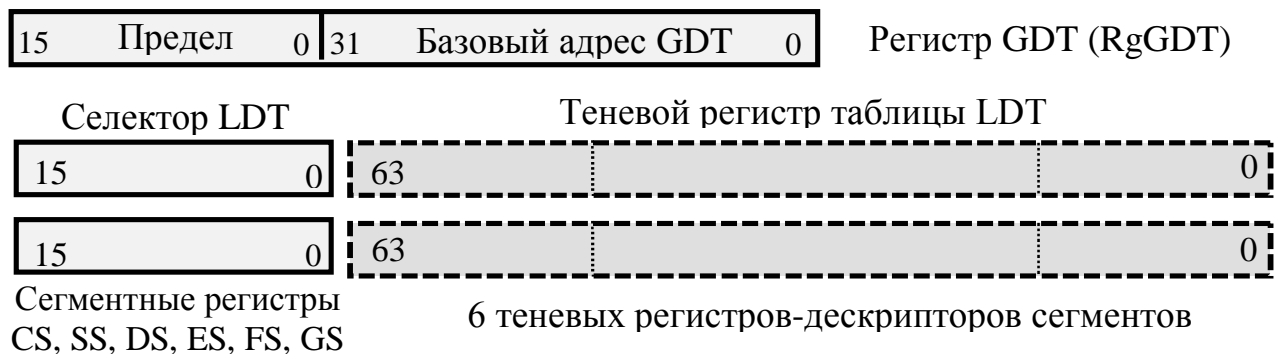 15 Предел 0 31 Базовый адрес GDT 0 Регистр GDT (RgGDT)
Селектор LDT Теневой регистр таблицы LDT
15 0 63 0
15 0 63 0
Сегментные регистры
CS, SS, DS, ES, FS, GS
6 теневых регистров-дескрипторов сегментов